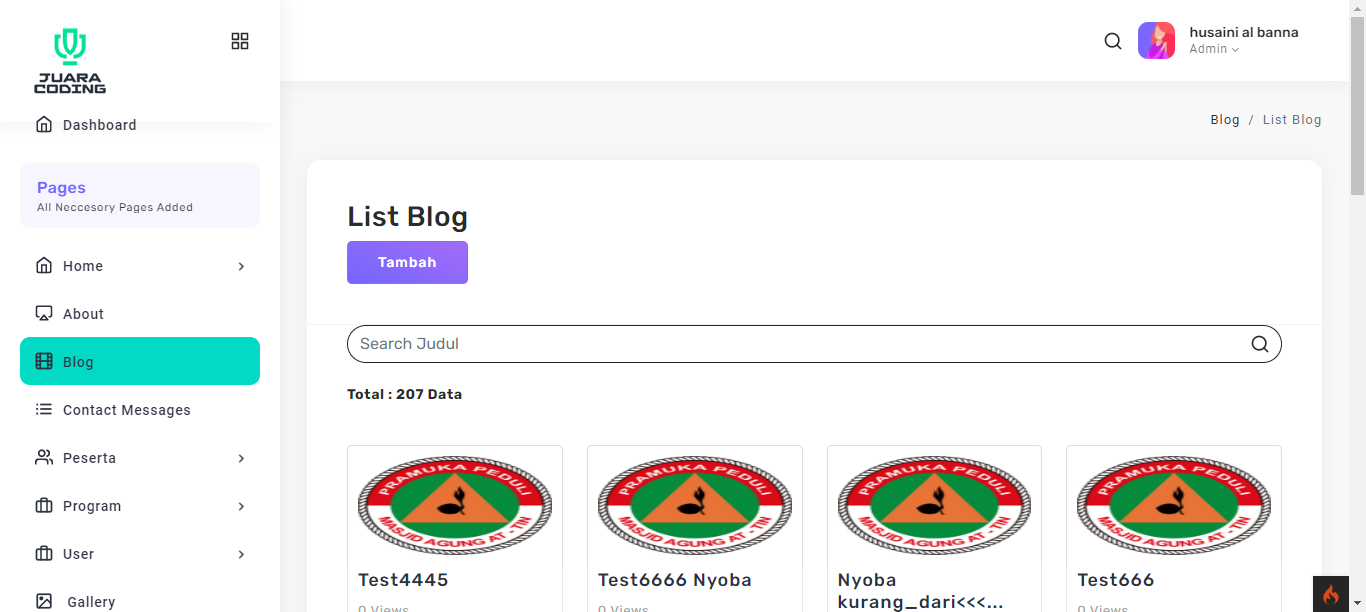 JUARA
CODING
husaini al banna
Admin
Dashboard
Blog / List Blog
Pages
All Neccesory Pages Added
Home
About
Blog
Contact Messages
Peserta
Program
User
Gallery
List Blog
Tambah
Search Judul
Total : 207 Data
PRAMUKA PEDULI
MASJID AGUNG AT - TIN
Test4445
0 Views
PRAMUKA PEDULI
MASJID AGUNG AT - TIN
Test6666 Nyoba
0 Views
PRAMUKA PEDULI
MASJID AGUNG AT - TIN
Nyoba
kurang_dari<<<...
PRAMUKA PEDULI
MASJID AGUNG AT - TIN
Test666
0 Views